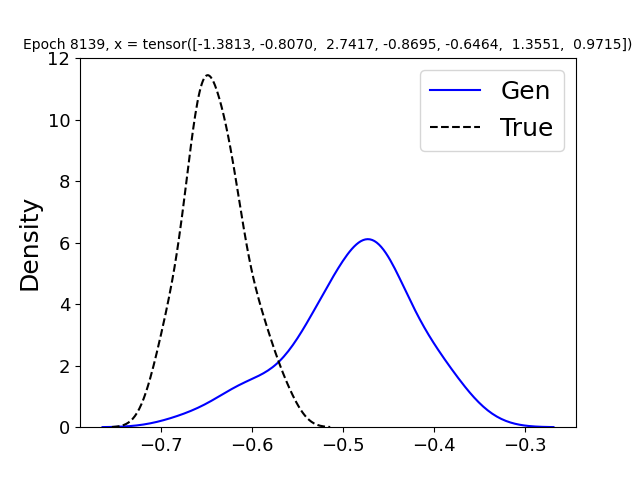 Epoch 8139, x = tensor([-1.3813, -0.8070,  2.7417, -0.8695, -0.6464,  1.3551,  0.9715])
12
Gen
10
True
8
Density
6
4
2
0
−0.7 −0.6 −0.5 −0.4 −0.3